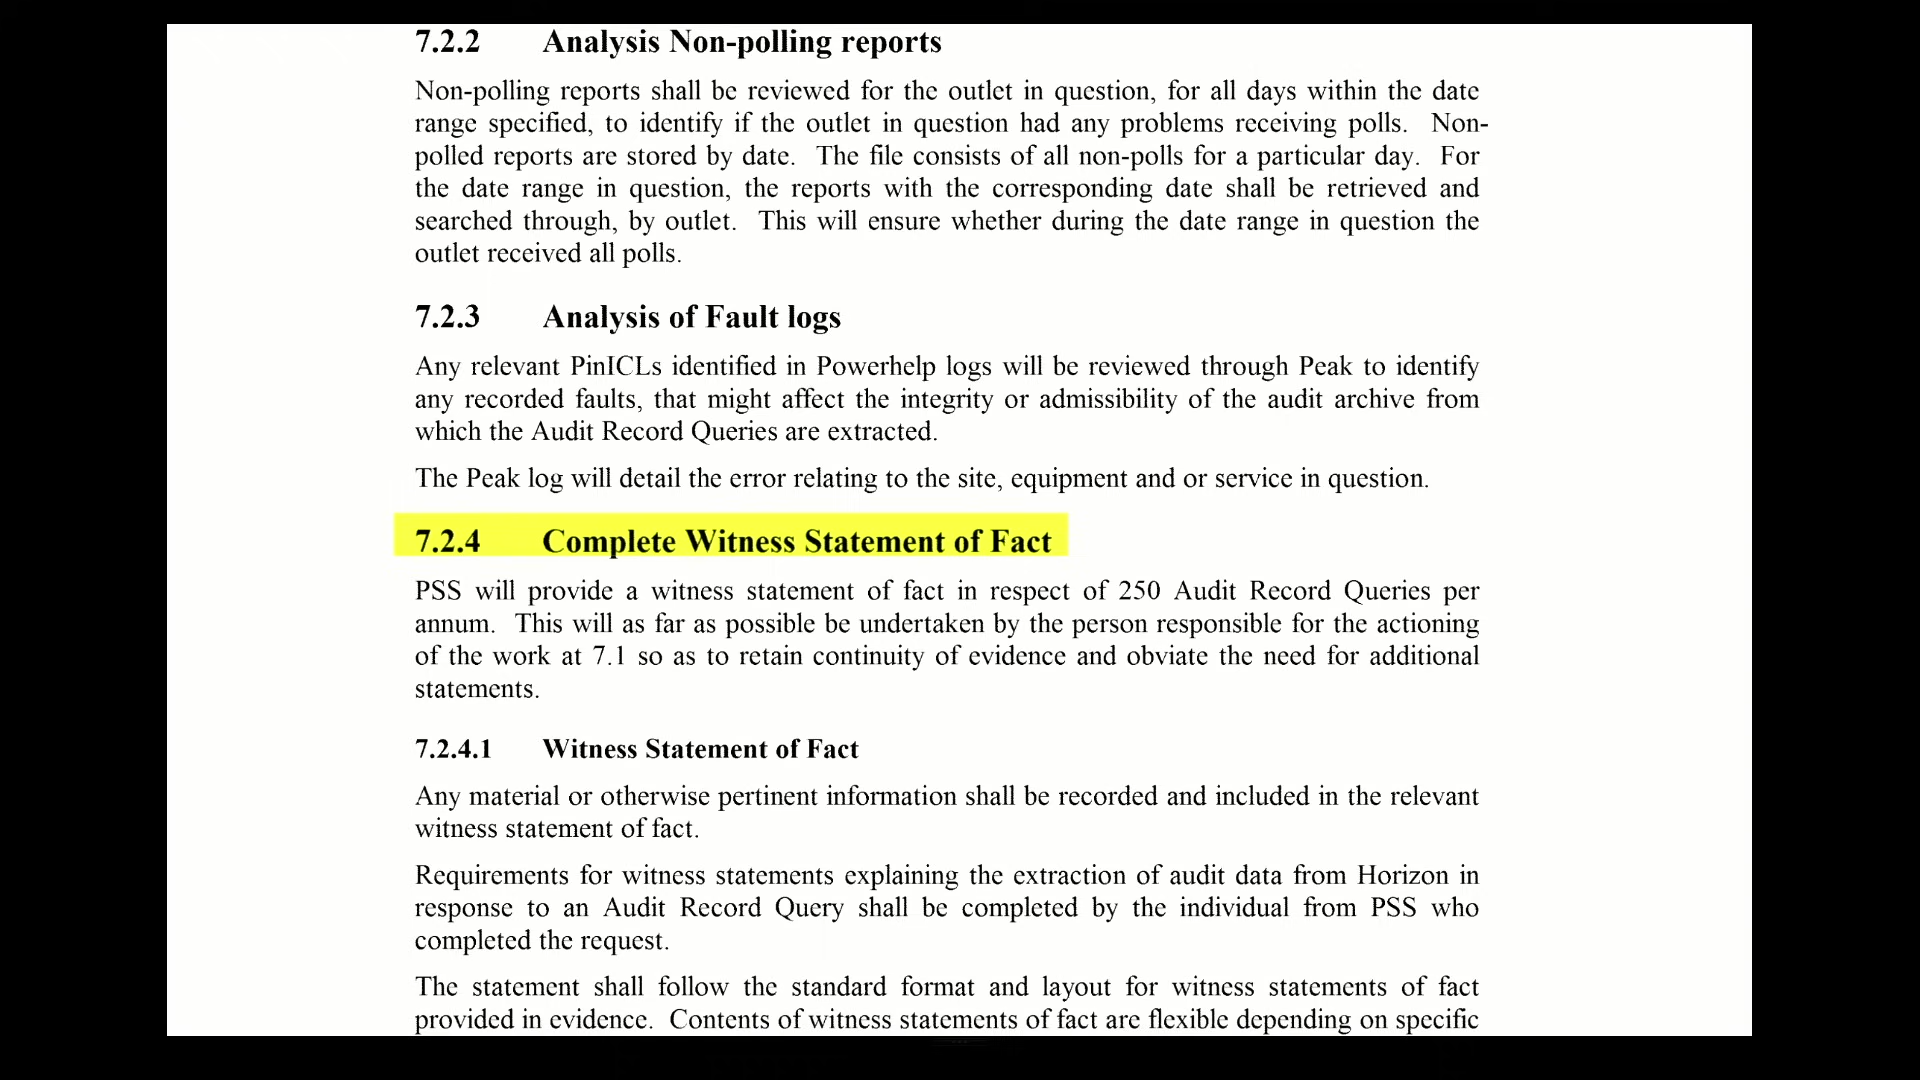 7.2.2 Analysis Non-polling reports
Non-polling reports shall be reviewed for the outlet in question, for all days within the date
range specified, to identify if the outlet in question had any problems receiving polls. Non-
polled reports are stored by date. The file consists of all non-polls for a particular day. For
the date range in question, the reports with the corresponding date shall be retrieved and
searched through, by outlet. This will ensure whether during the date range in question the
outlet received all polls.
7.2.3 Analysis of Fault logs
Any relevant PinICLs identified in Powerhelp logs will be reviewed through Peak to identify
any recorded faults, that might affect the integrity or admissibility of the audit archive from
which the Audit Record Queries are extracted.
The Peak log will detail the error relating to the site, equipment and or service in question.
7.2.4 Complete Witness Statement of Fact
PSS will provide a witness statement of fact in respect of 250 Audit Record Queries per
annum. This will as far as possible be undertaken by the person responsible for the actioning
of the work at 7.1 so as to retain continuity of evidence and obviate the need for additional
statements.
7.2.4.1 Witness Statement of Fact
Any material or otherwise pertinent information shall be recorded and included in the relevant
witness statement of fact.
Requirements for witness statements explaining the extraction of audit data from Horizon in
response to an Audit Record Query shall be completed by the individual from PSS who
completed the request.
The statement shall follow the standard format and layout for witness statements of fact
provided in evidence. Contents of witness statements of fact are flexible depending on specific